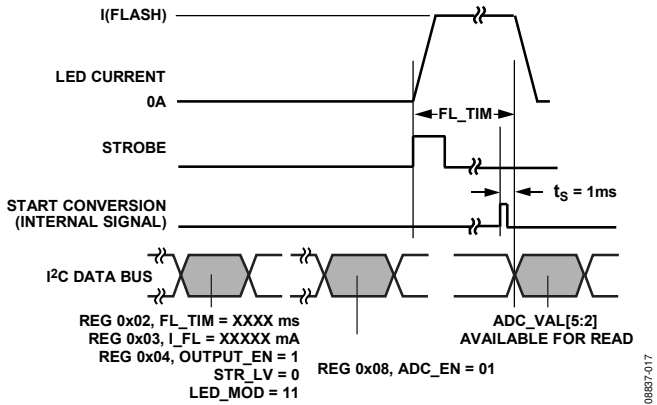 I(FLASH)
LED CURRENT
0A
FL_TIM
STROBE
START CONVERSION
(INTERNAL SIGNAL)
tS = 1ms
I2C DATA BUS
REG 0x02, FL_TIM = XXXX ms
REG 0x03, I_FL = XXXXX mA
REG 0x04, OUTPUT_EN = 1
STR_LV = 0
LED_MOD = 11
REG 0x08, ADC_EN = 01
ADC_VAL[5:2]
AVAILABLE FOR READ
08837-017